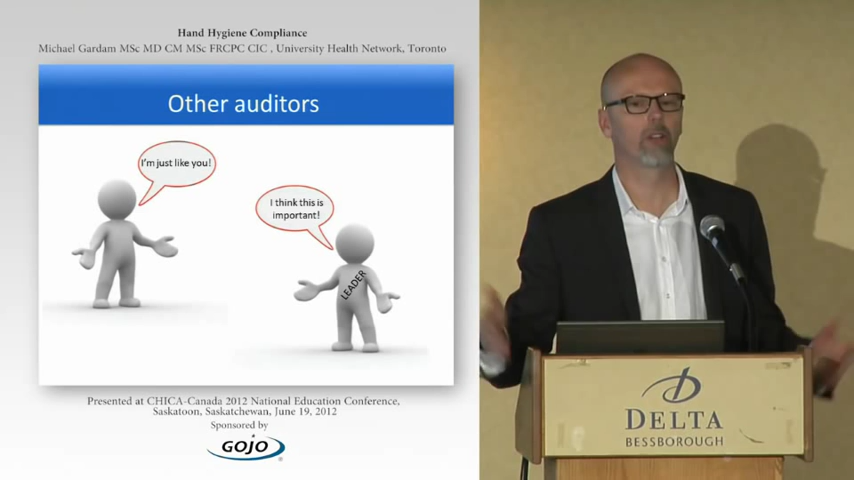 Hand Hygiene Compliance
Michael Gardam MSc MD CM MSc FRCPC CIC , University Health Network, Toronto
Other auditors
I'm just like you!
I think this is
important!
LEADER
Presented at CHICA-Canada 2012 National Education Conference,
Saskatoon, Saskatchewan, June 19, 2012
Sponsored by
GOJO
DELTA
BESSBOROUGH